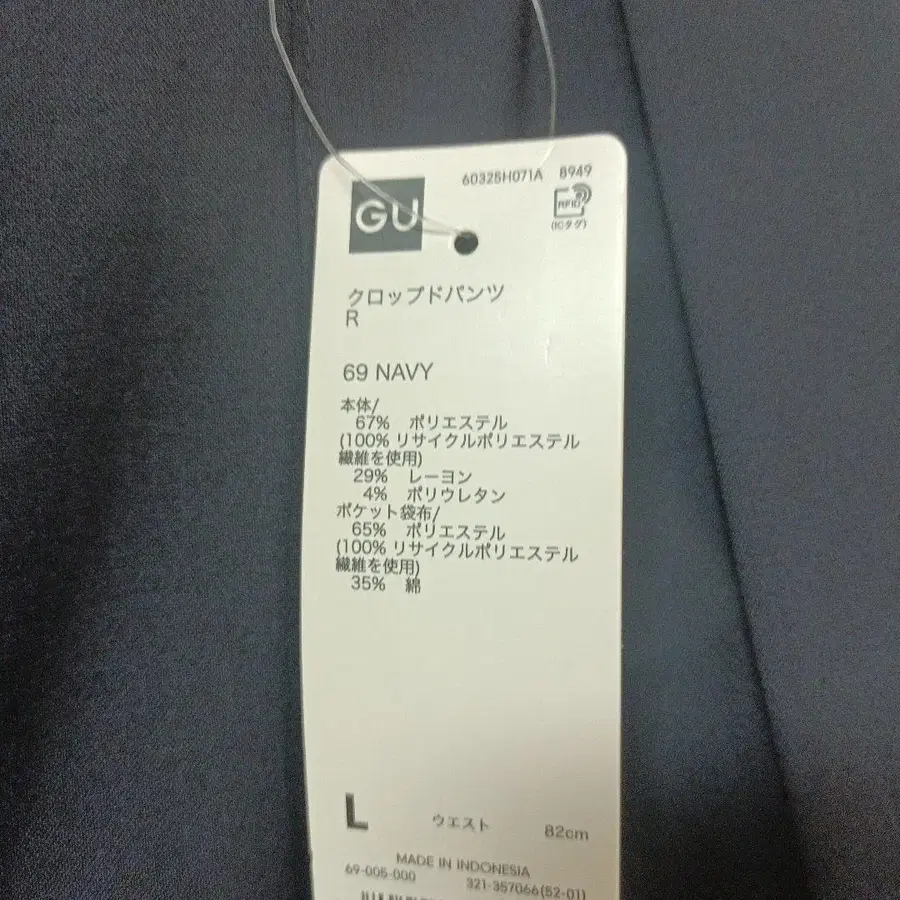 60325H071A 8949
GU
RFID
(ICタグ)
クロップドパンツ
R
69 NAVY
本体/
67% ポリエステル
(100% リサイクルポリエステル
繊維を使用)
29% レーヨン
4% ポリウレタン
ポケット袋布/
65% ポリエステル
(100% リサイクルポリエステル
繊維を使用)
35% 綿
L ウエスト 82cm
MADE IN INDONESIA
69-005-000 321-357066(52-01)